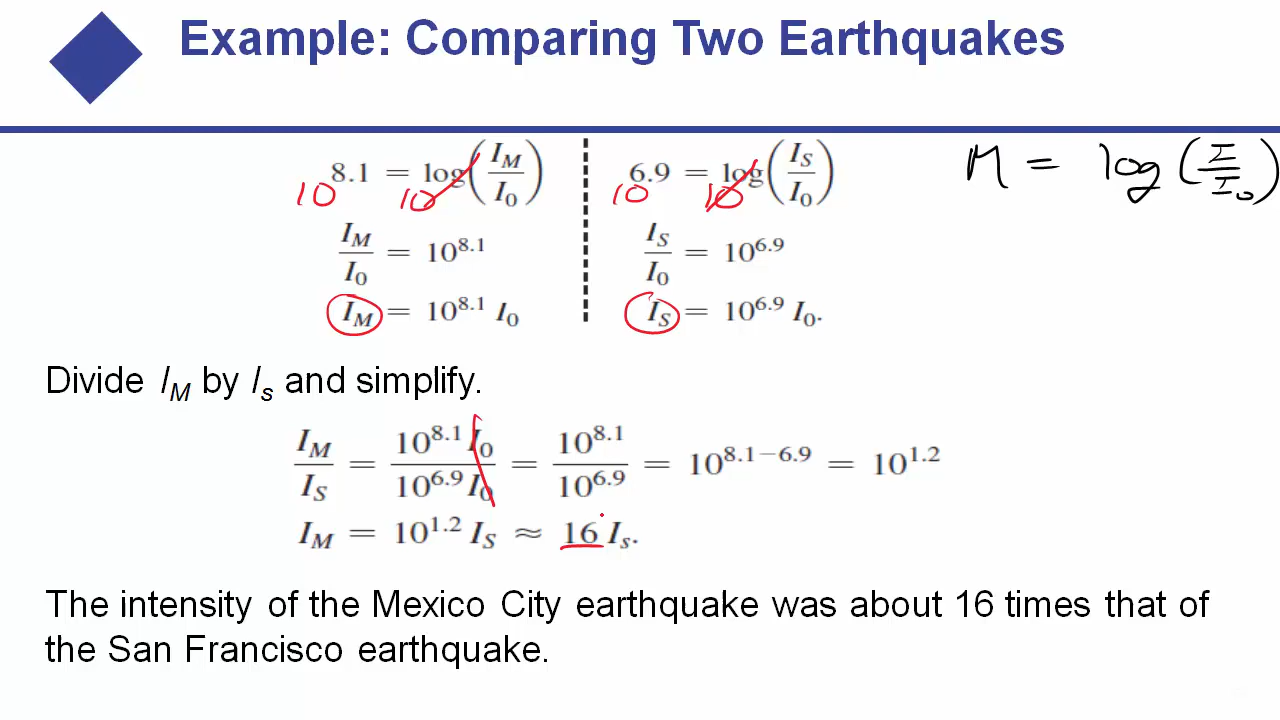 Example: Comparing Two Earthquakes
8.1 = log(I_M/I_0)
10 10
I_M/I_0 = 10^8.1
I_M = 10^8.1 I_0
6.9 = log(I_S/I_0)
10 10
I_S/I_0 = 10^6.9
I_S = 10^6.9 I_0.
M = log(I/I_0)
Divide I_M by I_s and simplify.
I_M/I_S = 10^8.1 I_0/10^6.9 I_0 = 10^8.1/10^6.9 = 10^8.1−6.9 = 10^1.2
I_M = 10^1.2 I_S ≈ 16 I_s.
The intensity of the Mexico City earthquake was about 16 times that of
the San Francisco earthquake.